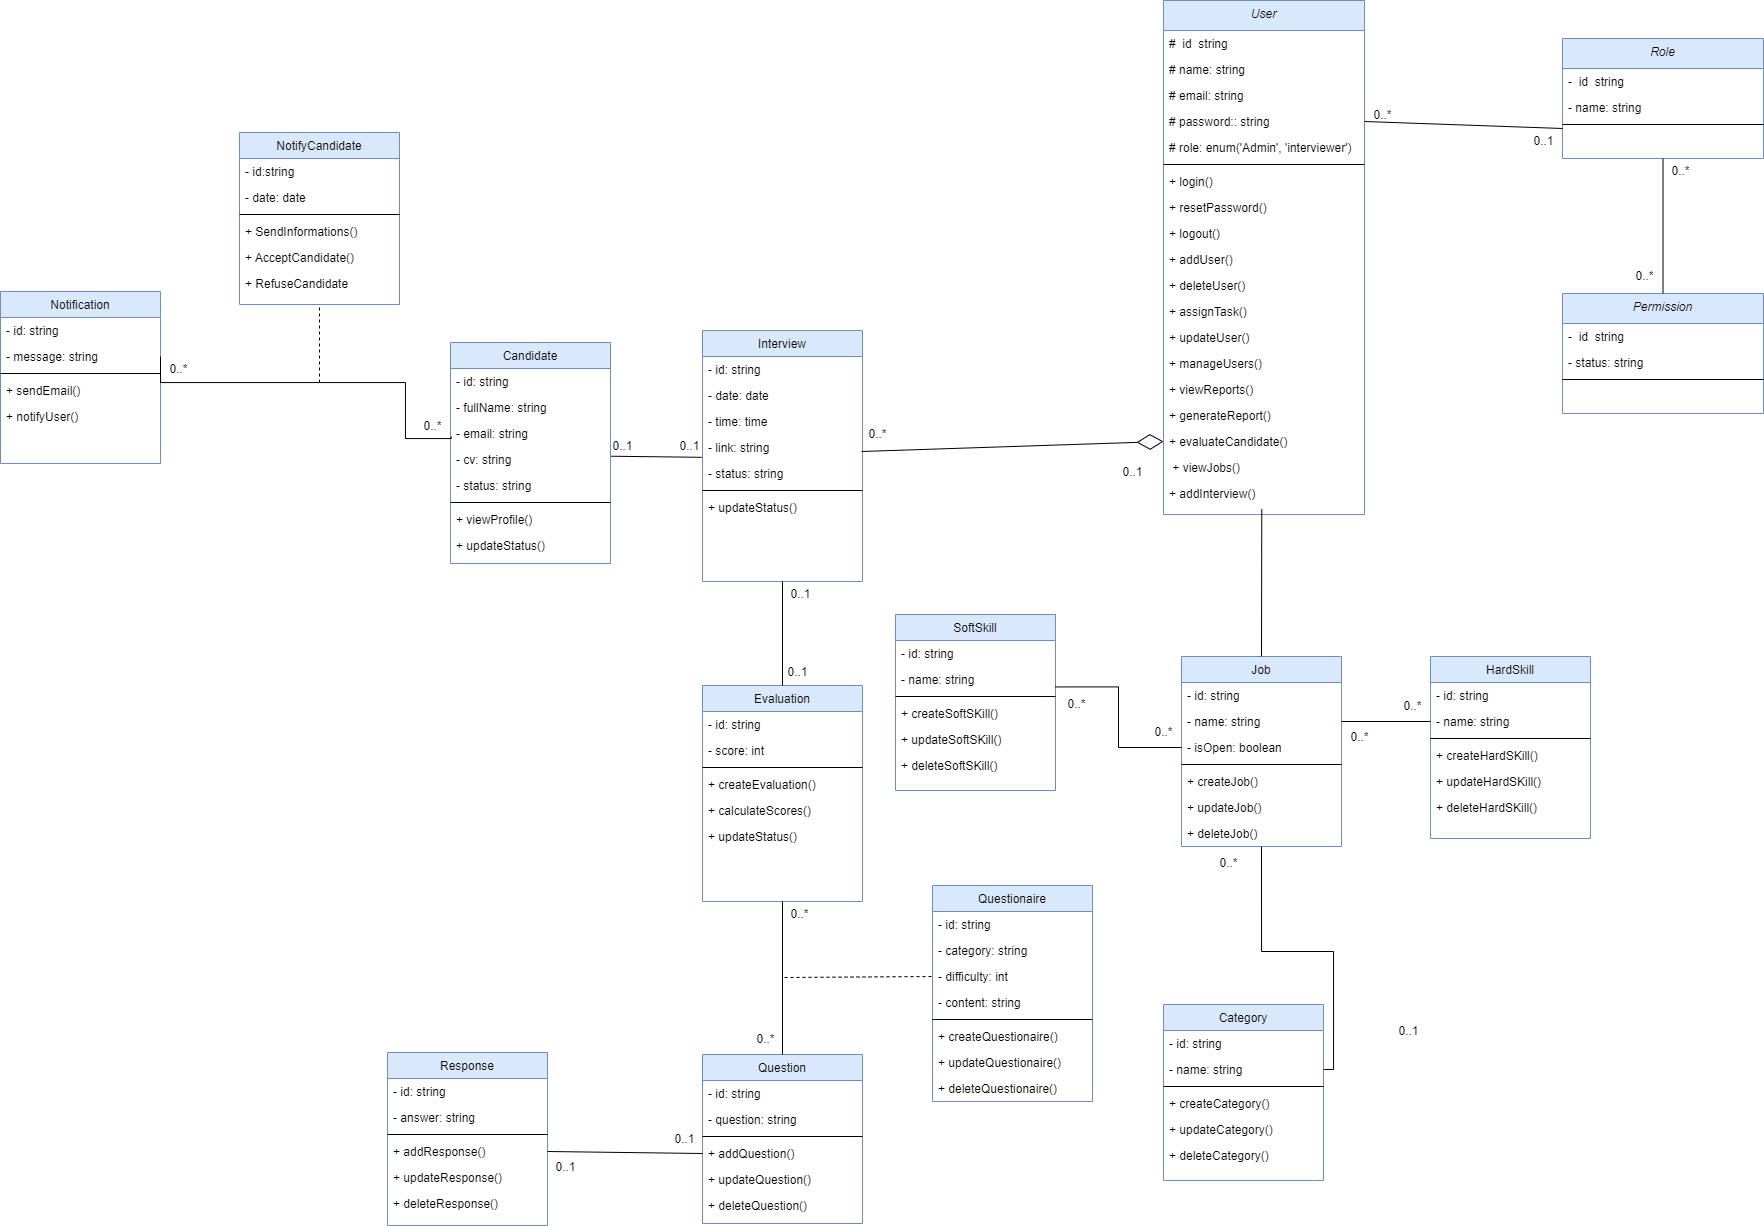 User
# id string
# name: string
# email: string
# password:: string
# role: enum('Admin', 'interviewer')
+ login()
+ resetPassword()
+ logout()
+ addUser()
+ deleteUser()
+ assignTask()
+ updateUser()
+ manageUsers()
+ viewReports()
+ generateReport()
+ evaluateCandidate()
+ viewJobs()
+ addInterview()
0..*
0..1
Role
- id string
- name: string
0..*
0..*
Permission
- id string
- status: string
NotifyCandidate
- id:string
- date: date
+ SendInformations()
+ AcceptCandidate()
+ RefuseCandidate
Notification
- id: string
- message: string
+ sendEmail()
+ notifyUser()
0..*
0..*
Candidate
- id: string
- fullName: string
- email: string
- cv: string
- status: string
+ viewProfile()
+ updateStatus()
0..1
0..1
Interview
- id: string
- date: date
- time: time
- link: string
- status: string
+ updateStatus()
0..*
0..1
0..1
0..1
Evaluation
- id: string
- score: int
+ createEvaluation()
+ calculateScores()
+ updateStatus()
0..*
0..*
SoftSkill
- id: string
- name: string
+ createSoftSKill()
+ updateSoftSKill()
+ deleteSoftSKill()
0..*
0..*
Job
- id: string
- name: string
- isOpen: boolean
+ createJob()
+ updateJob()
+ deleteJob()
0..*
0..*
HardSkill
- id: string
- name: string
+ createHardSKill()
+ updateHardSKill()
+ deleteHardSKill()
0..*
0..1
Questionaire
- id: string
- category: string
- difficulty: int
- content: string
+ createQuestionaire()
+ updateQuestionaire()
+ deleteQuestionaire()
Category
- id: string
- name: string
+ createCategory()
+ updateCategory()
+ deleteCategory()
Response
- id: string
- answer: string
+ addResponse()
+ updateResponse()
+ deleteResponse()
0..1
0..1
Question
- id: string
- question: string
+ addQuestion()
+ updateQuestion()
+ deleteQuestion()